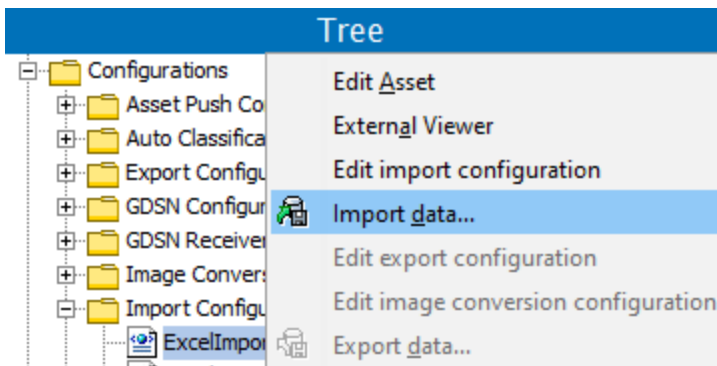 Tree
Configurations
Asset Push Co
Auto Classifica
Export Configu
GDSN Configur
GDSN Receiver
Image Convers
Import Configu
ExcelImpor
Edit Asset
External Viewer
Edit import configuration
Import data...
Edit export configuration
Edit image conversion configuration
Export data...